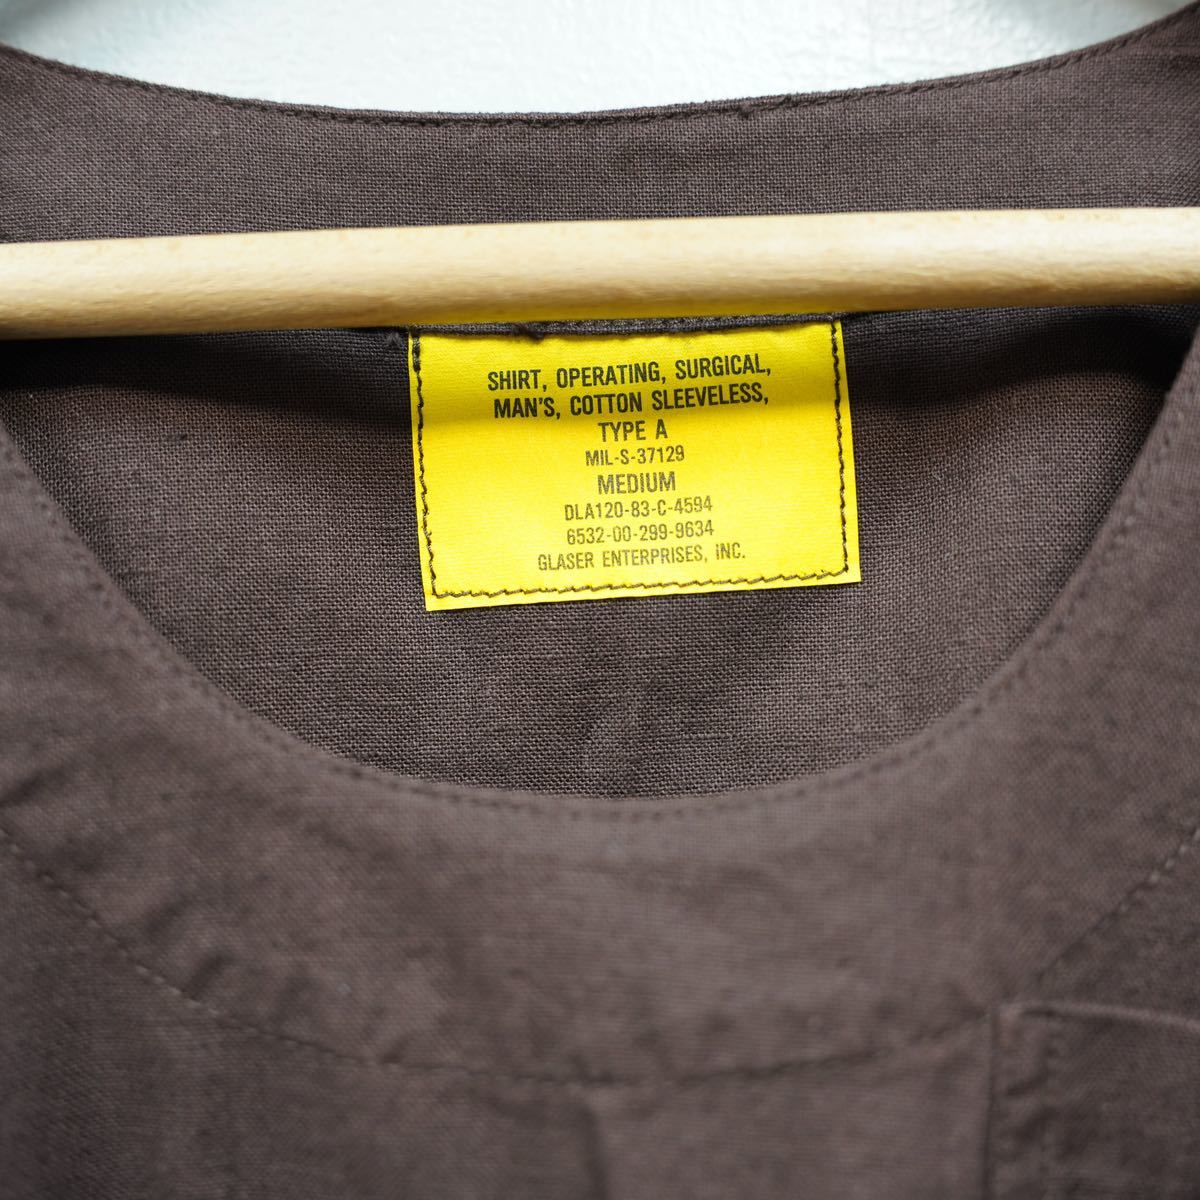 SHIRT, OPERATING, SURGICAL,
MAN'S, COTTON SLEEVELESS,
TYPE A
MIL-S-37129
MEDIUM
DLA120-83-C-4594
6532-00-299-9634
GLASER ENTERPRISES, INC.